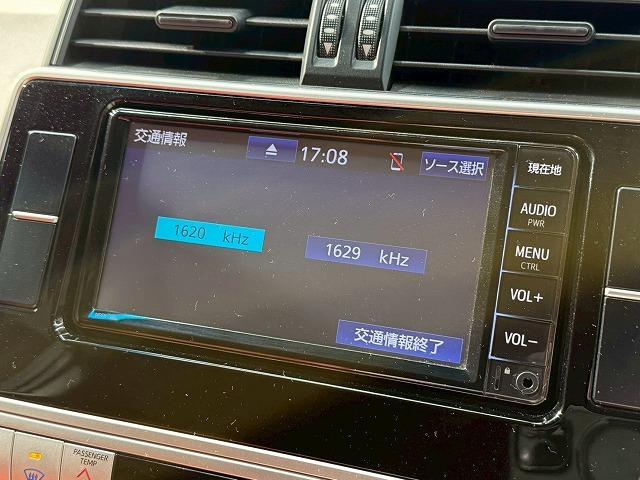 交通情報
17:08
ソース選択
1620 kHz
1629 kHz
交通情報終了
現在地
AUDIO
PWR
MENU
CTRL
VOL+
VOL-
PASSENGER
TEMP